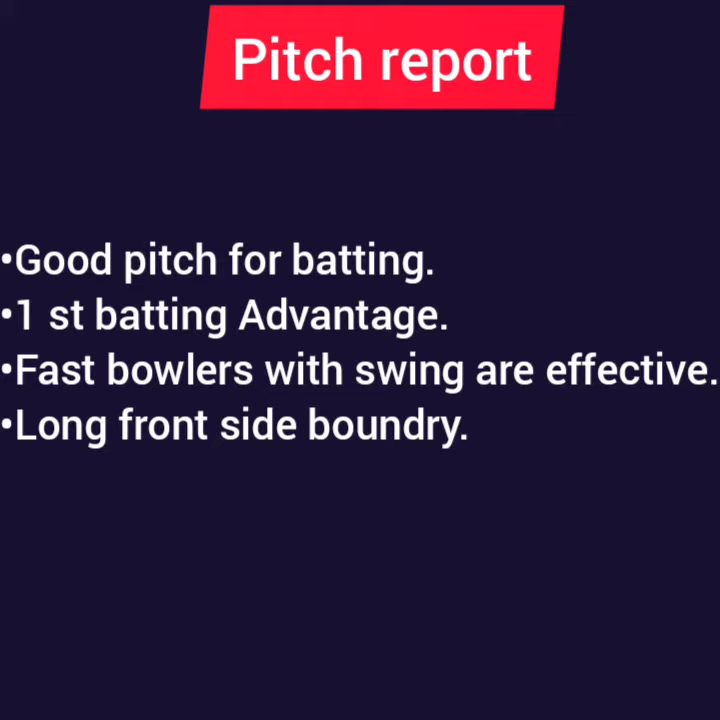 Pitch report
•Good pitch for batting.
•1 st batting Advantage.
•Fast bowlers with swing are effective.
•Long front side boundry.